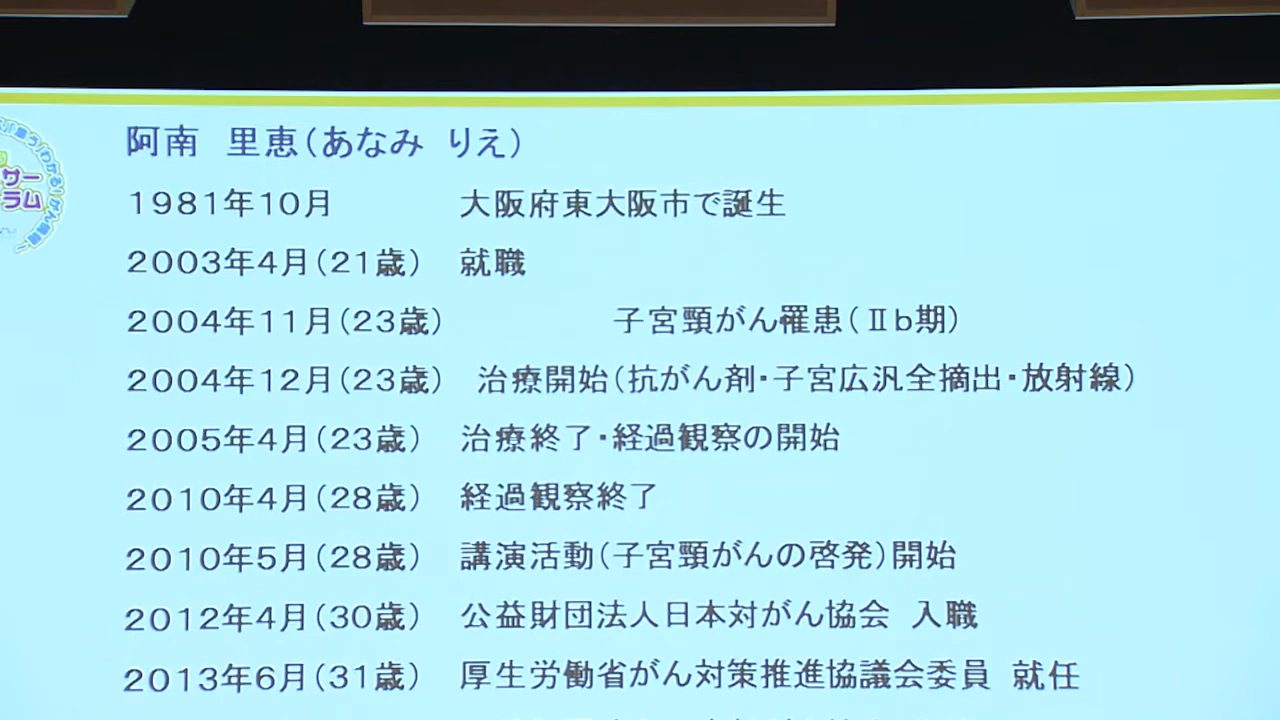 阿南　里恵（あなみ　りえ）
1981年10月　大阪府東大阪市で誕生
2003年4月（21歳）　就職
2004年11月（23歳）　子宮頸がん罹患（Ⅱb期）
2004年12月（23歳）　治療開始（抗がん剤・子宮広汎全摘出・放射線）
2005年4月（23歳）　治療終了・経過観察の開始
2010年4月（28歳）　経過観察終了
2010年5月（28歳）　講演活動（子宮頸がんの啓発）開始
2012年4月（30歳）　公益財団法人日本対がん協会　入職
2013年6月（31歳）　厚生労働省がん対策推進協議会委員　就任
サー
ラム